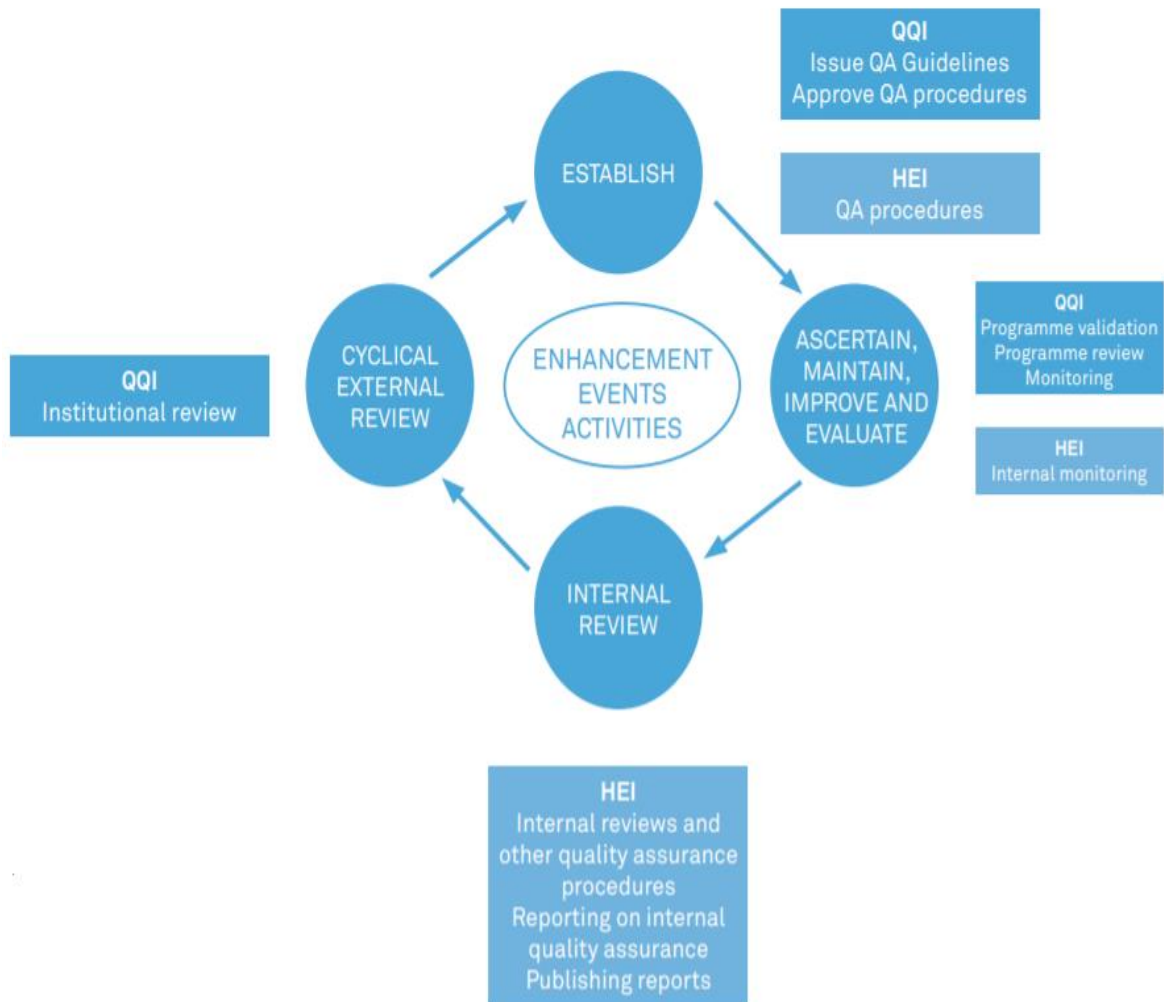 QQI
Issue QA Guidelines
Approve QA procedures
HEI
QA procedures
ESTABLISH
QQI
Institutional review
CYCLICAL
EXTERNAL
REVIEW
ENHANCEMENT
EVENTS
ACTIVITIES
ASCERTAIN,
MAINTAIN,
IMPROVE AND
EVALUATE
QQI
Programme validation
Programme review
Monitoring
HEI
Internal monitoring
INTERNAL
REVIEW
HEI
Internal reviews and
other quality assurance
procedures
Reporting on internal
quality assurance
Publishing reports